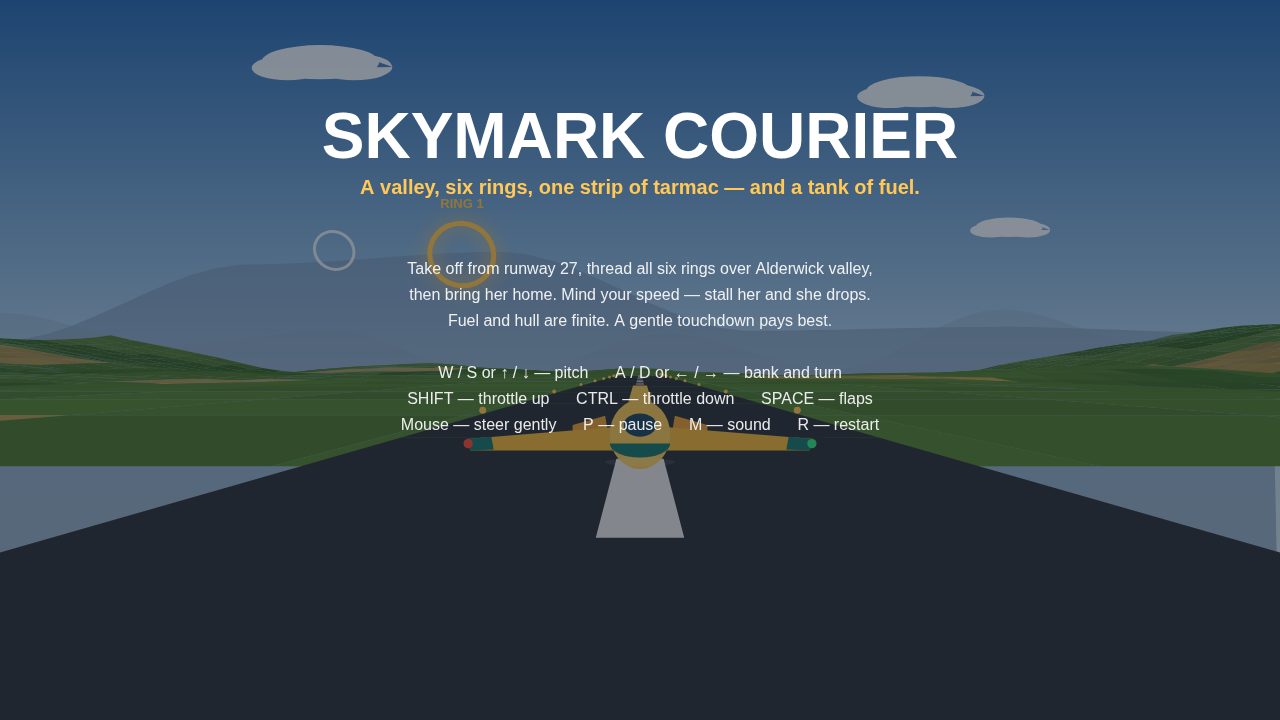 SKYMARK COURIER
A valley, six rings, one strip of tarmac — and a tank of fuel.
RING 1
Take off from runway 27, thread all six rings over Alderwick valley,
then bring her home. Mind your speed — stall her and she drops.
Fuel and hull are finite. A gentle touchdown pays best.
W / S or ↑ / ↓ — pitch A / D or ← / → — bank and turn
SHIFT — throttle up CTRL — throttle down SPACE — flaps
Mouse — steer gently P — pause M — sound R — restart